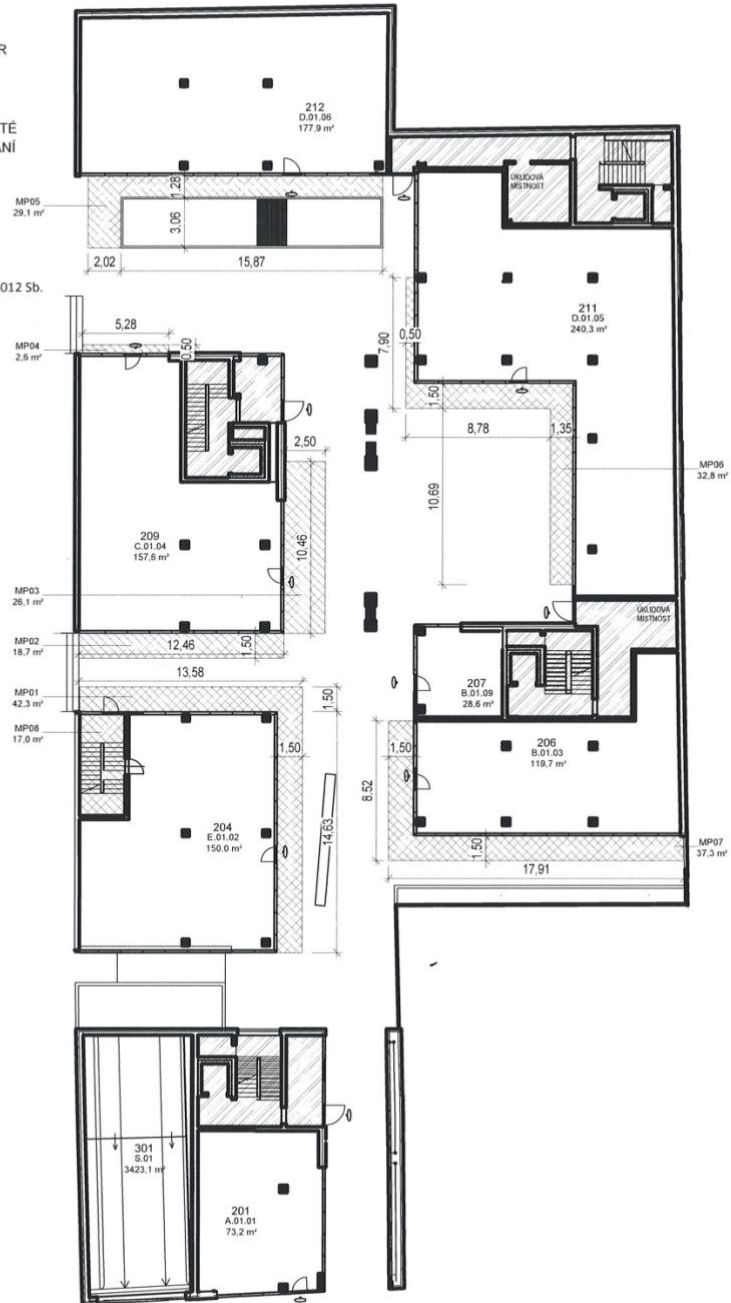 R
TÉ
ÁNÍ
212
D.01.06
177,9 m²
ÚKLIDOVÁ
MÍSTNOST
MP05
29,1 m²
1,28
3,06
2,02
15,87
012 Sb.
5,28
MP04
2,6 m²
0,50
7,90
0,50
211
D.01.05
240,3 m²
1,50
8,78
1,35
2,50
MP06
32,8 m²
10,69
10,46
209
C.01.04
157,6 m²
MP03
26,1 m²
ÚKLIDOVÁ
MÍSTNOST
MP02
18,7 m²
12,46
1,50
13,58
MP01
42,3 m²
1,50
207
B.01.09
28,6 m²
MP08
17,0 m²
1,50
1,50
206
B.01.03
119,7 m²
8,52
204
E.01.02
150,0 m²
14,63
1,50
MP07
37,3 m²
17,91
301
S.01
3423,1 m²
201
A.01.01
73,2 m²